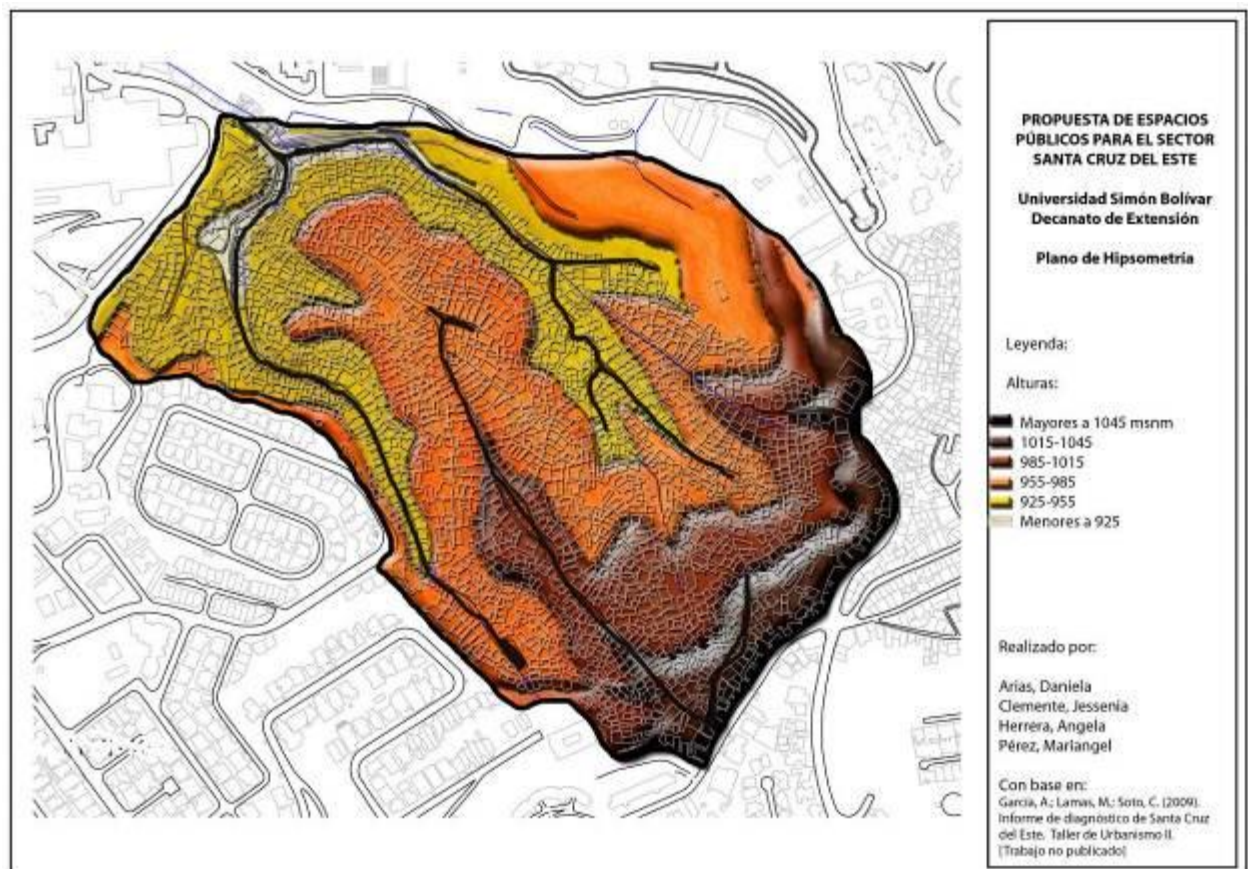 PROPUESTA DE ESPACIOS
PÚBLICOS PARA EL SECTOR
SANTA CRUZ DEL ESTE
Universidad Simón Bolívar
Decanato de Extensión
Plano de Hipsometría
Leyenda:
Alturas:
Mayores a 1045 msnm
1015-1045
985-1015
955-985
925-955
Menores a 925
Realizado por:
Arias, Daniela
Clemente, Jessenia
Herrera, Angela
Pérez, Mariangel
Con base en:
García, A.; Lamas, M.; Soto, C. (2009).
Informe de diagnóstico de Santa Cruz
del Este. Taller de Urbanismo II.
[Trabajo no publicado]